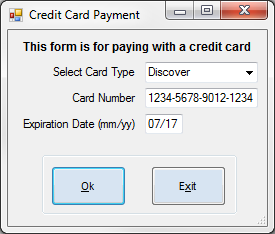 Credit Card Payment
This form is for paying with a credit card
Select Card Type Discover
Card Number 1234-5678-9012-1234
Expiration Date (mm/yy) 07/17
Ok Exit